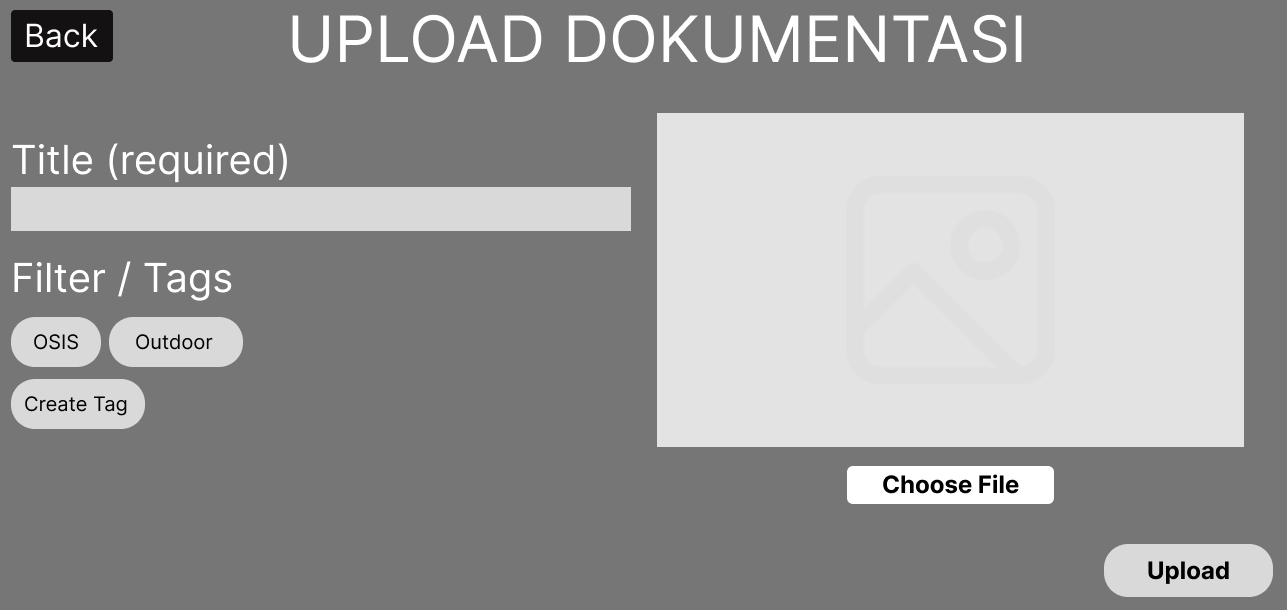 Back
UPLOAD DOKUMENTASI
Title (required)
Filter / Tags
OSIS
Outdoor
Create Tag
Choose File
Upload